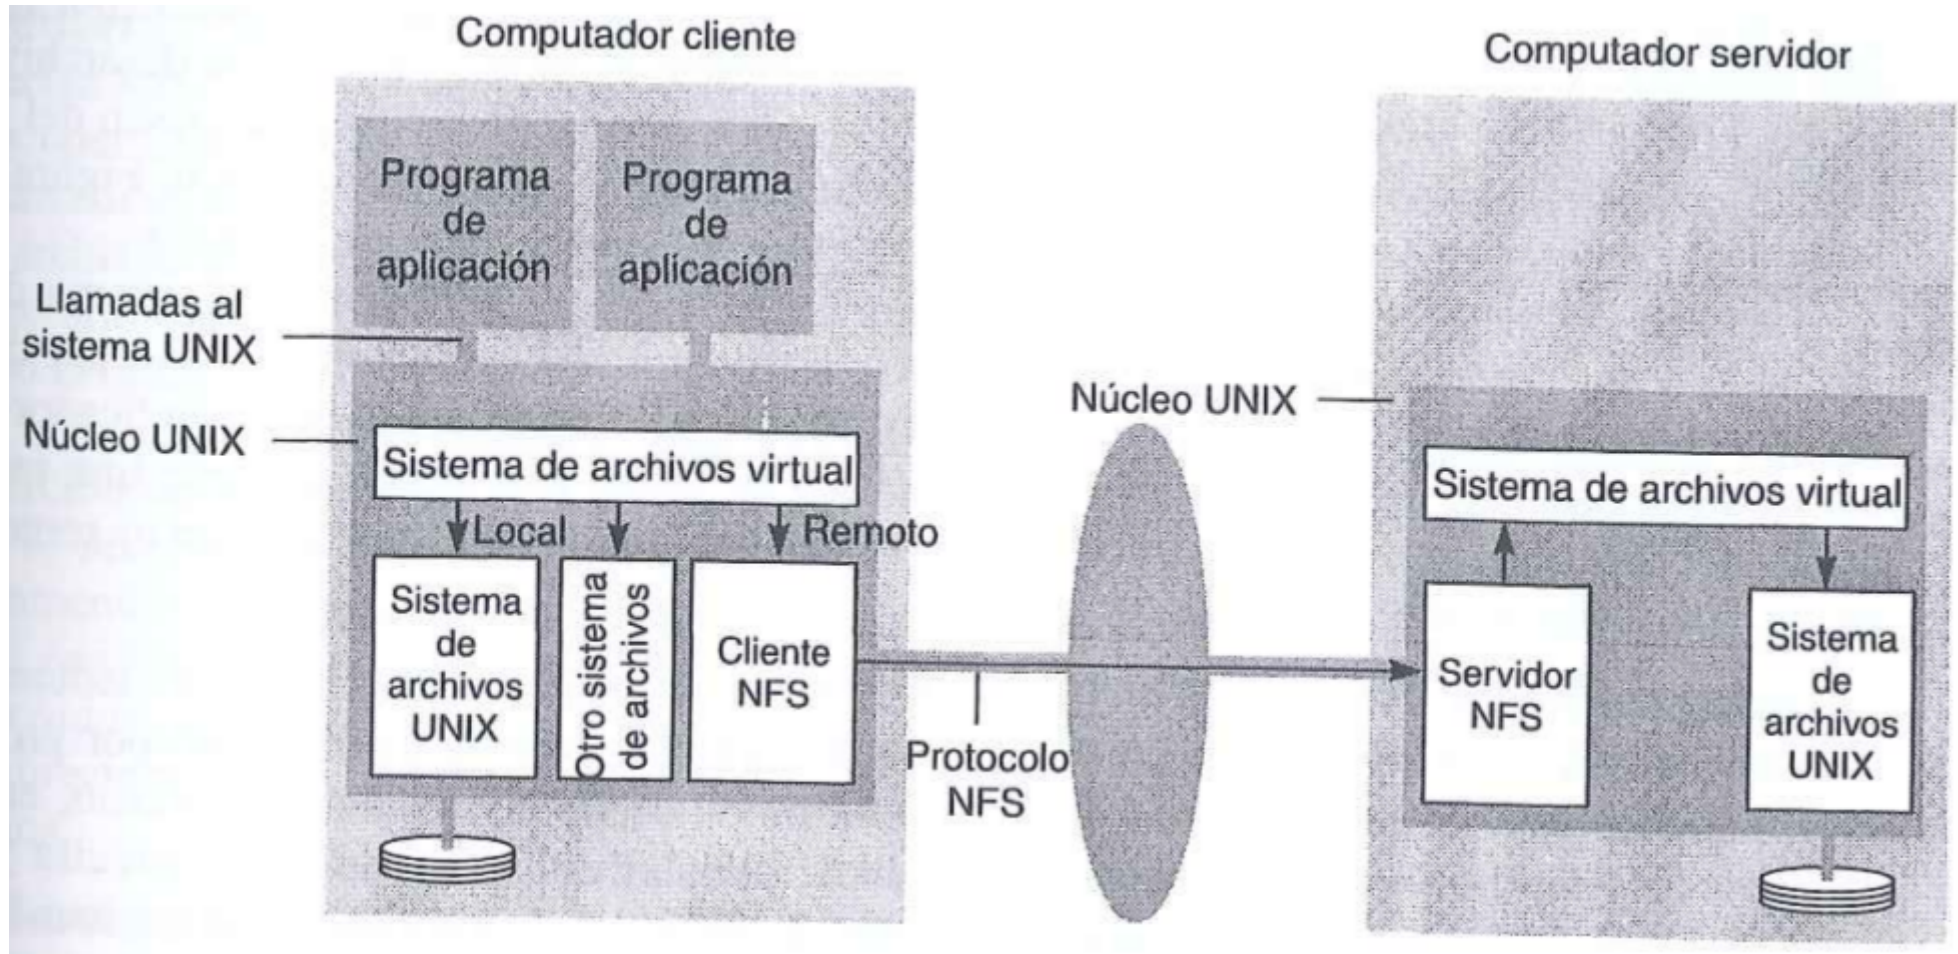 Computador cliente
Computador servidor
Programa
de
aplicación
Programa
de
aplicación
Llamadas al
sistema UNIX
Núcleo UNIX
Núcleo UNIX
Sistema de archivos virtual
Local
Remoto
Sistema
de
archivos
UNIX
Otro sistema
de archivos
Cliente
NFS
Protocolo
NFS
Sistema de archivos virtual
Servidor
NFS
Sistema
de
archivos
UNIX